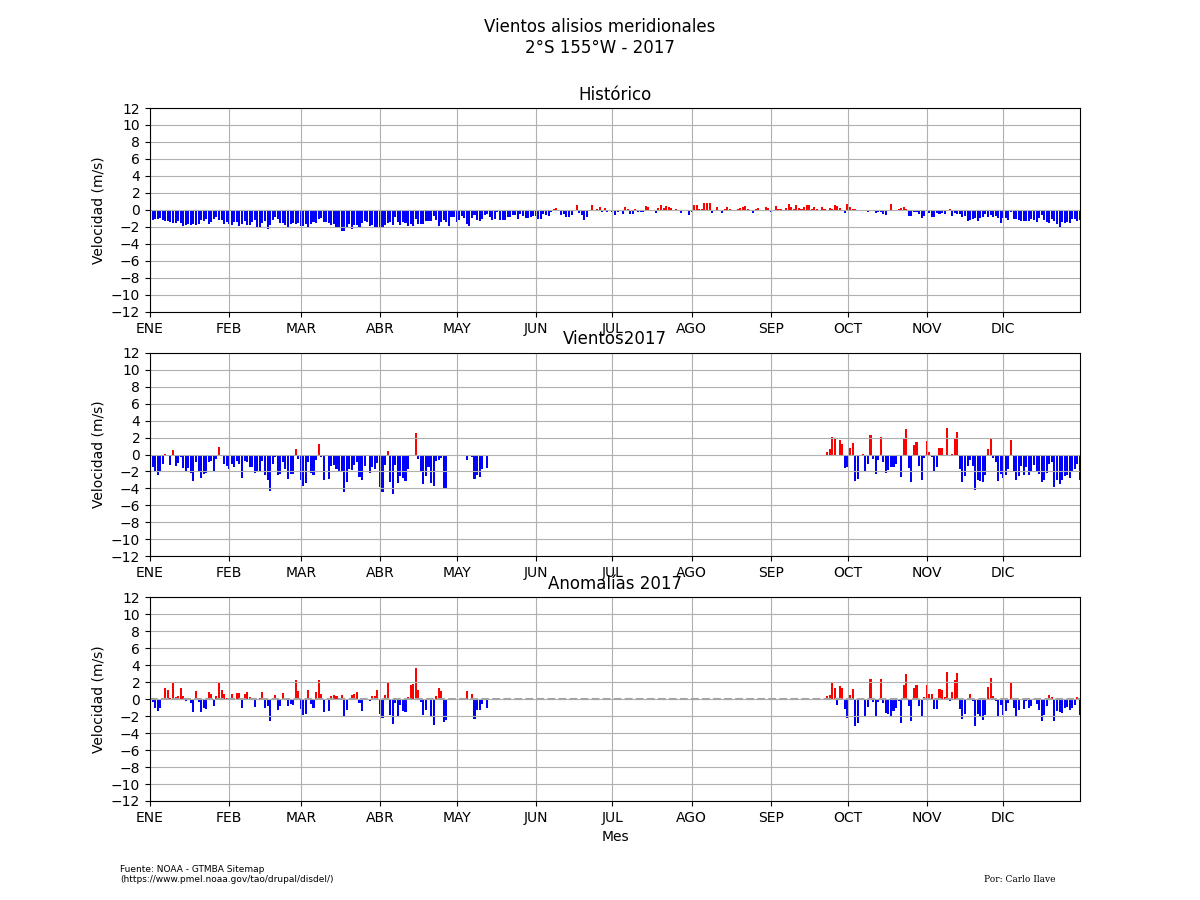 Vientos alisios meridionales
2°S 155°W - 2017
Histórico
12
10
8
6
4
2
0
−2
−4
−6
−8
−10
−12
Velocidad (m/s)
ENE FEB MAR ABR MAY JUN JUL AGO SEP OCT NOV DIC
Vientos2017
12
10
8
6
4
2
0
−2
−4
−6
−8
−10
−12
Velocidad (m/s)
ENE FEB MAR ABR MAY JUN JUL AGO SEP OCT NOV DIC
Anomalías 2017
12
10
8
6
4
2
0
−2
−4
−6
−8
−10
−12
Velocidad (m/s)
ENE FEB MAR ABR MAY JUN JUL AGO SEP OCT NOV DIC
Mes
Fuente: NOAA - GTMBA Sitemap
(https://www.pmel.noaa.gov/tao/drupal/disdel/)
Por: Carlo Ilave